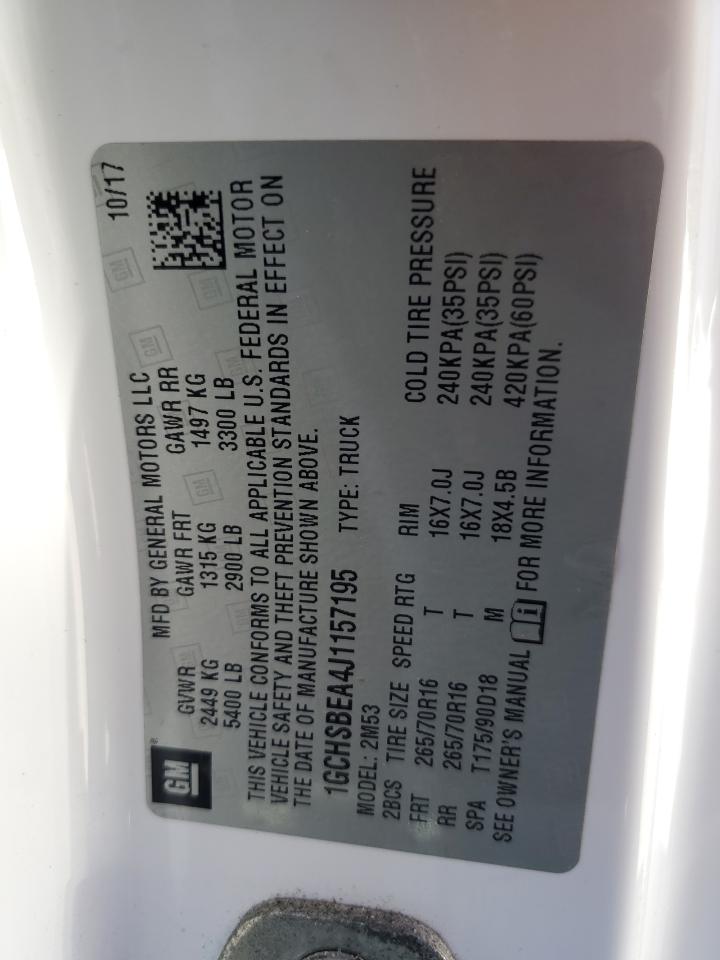 GM ®
MFD BY GENERAL MOTORS LLC 10/17
GVWR GAWR FRT GAWR RR
2449 KG 1315 KG 1497 KG
5400 LB 2900 LB 3300 LB
THIS VEHICLE CONFORMS TO ALL APPLICABLE U.S. FEDERAL MOTOR
VEHICLE SAFETY AND THEFT PREVENTION STANDARDS IN EFFECT ON
THE DATE OF MANUFACTURE SHOWN ABOVE.
1GCHSBEA4J1157195 TYPE: TRUCK
MODEL: 2M53
2BCS TIRE SIZE SPEED RTG RIM COLD TIRE PRESSURE
FRT 265/70R16 T 16X7.0J 240KPA(35PSI)
RR 265/70R16 T 16X7.0J 240KPA(35PSI)
SPA T175/90D18 M 18X4.5B 420KPA(60PSI)
SEE OWNER'S MANUAL i FOR MORE INFORMATION.